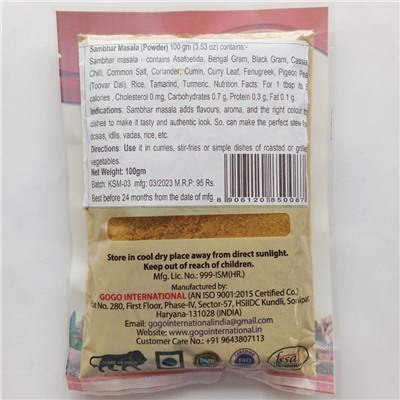 Sambhar Masala (Powder) 100 gm (3.53 oz) contains:-
Sambhar masala - contains Asafoetida, Bengal Gram, Black Gram, Cassia
Chilli, Common Salt, Coriander, Cumin, Curry Leaf, Fenugreek, Pigeon Pea
(Toovar Dal), Rice, Tamarind, Turmeric. Nutrition Facts: For 1 tbsp
calories , Cholesterol 0 mg, Carbohydrates 0.7 g, Protein 0.3 g, Fat 0.1 g
Indications: Sambhar masala adds flavours, aroma, and the right colour to
dishes to make it tasty and authentic look. So, can make the perfect stew for
dosas, idlis, vadas, rice, etc.
Directions: Use it in curries, stir-fries or simple dishes of roasted or grilled
vegetables.
Net Weight: 100gm
Batch: KSM-03 mfg: 03/2023 M.R.P: 95 Rs.
Best before 24 months from the date of mfg.
8906120850087
Store in cool dry place away from direct sunlight.
Keep out of reach of children.
Mfg. Lic. No.: 999-ISM(HR.)
Manufactured by:
GOGO INTERNATIONAL (AN ISO 9001:2015 Certified Co.)
No. 280, First Floor, Phase-IV, Sector-57, HSIIDC Kundli, Sonipat,
Haryana-131028 (INDIA)
Email: gogointernationalindia@gmail.com
Website: www.gogointernational.in
Customer Care No.: +91 9643807113
fssai